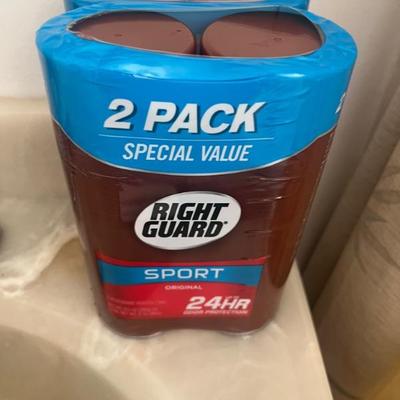 2 PACK
SPECIAL VALUE
RIGHT
GUARD
SPORT
ORIGINAL
24HR
ODOR PROTECTION